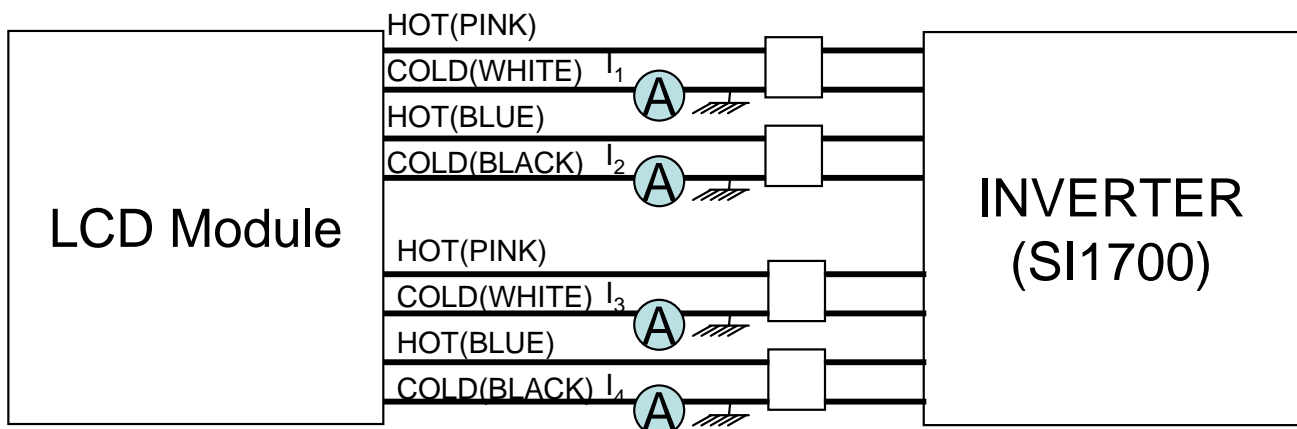 HOT(PINK)
COLD(WHITE) I1
A
HOT(BLUE)
COLD(BLACK) I2
A
LCD Module
INVERTER
(SI1700)
HOT(PINK)
COLD(WHITE) I3
A
HOT(BLUE)
COLD(BLACK) I4
A